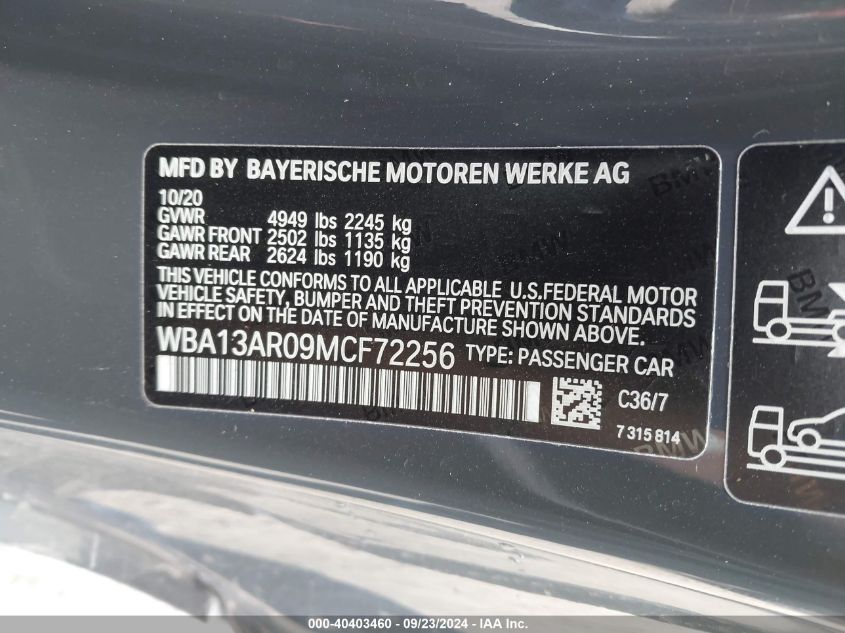 MFD BY BAYERISCHE MOTOREN WERKE AG
10/20
GVWR 4949 lbs 2245 kg
GAWR FRONT 2502 lbs 1135 kg
GAWR REAR 2624 lbs 1190 kg
THIS VEHICLE CONFORMS TO ALL APPLICABLE U.S.FEDERAL MOTOR
VEHICLE SAFETY, BUMPER AND THEFT PREVENTION STANDARDS
IN EFFECT ON THE DATE OF MANUFACTURE SHOWN ABOVE.
WBA13AR09MCF72256 TYPE: PASSENGER CAR
C36/7
7 315 814
000-40403460 - 09/23/2024 - IAA Inc.